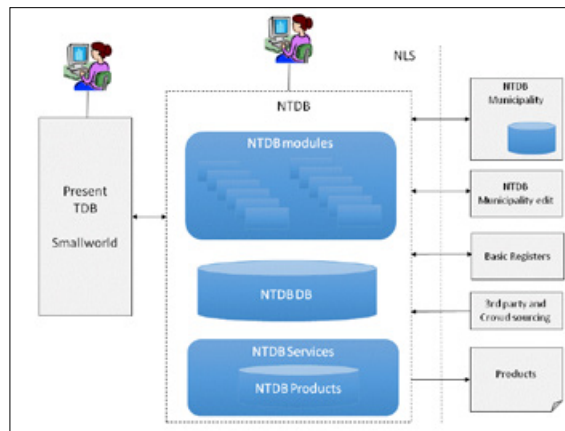 NLS
NTDB
NTDB modules
Present
TDB
Smallworld
NTDB DB
NTDB Services
NTDB Products
NTDB
Municipality
NTDB
Municipality edit
Basic Registers
3rd party and
Crowd sourcing
Products